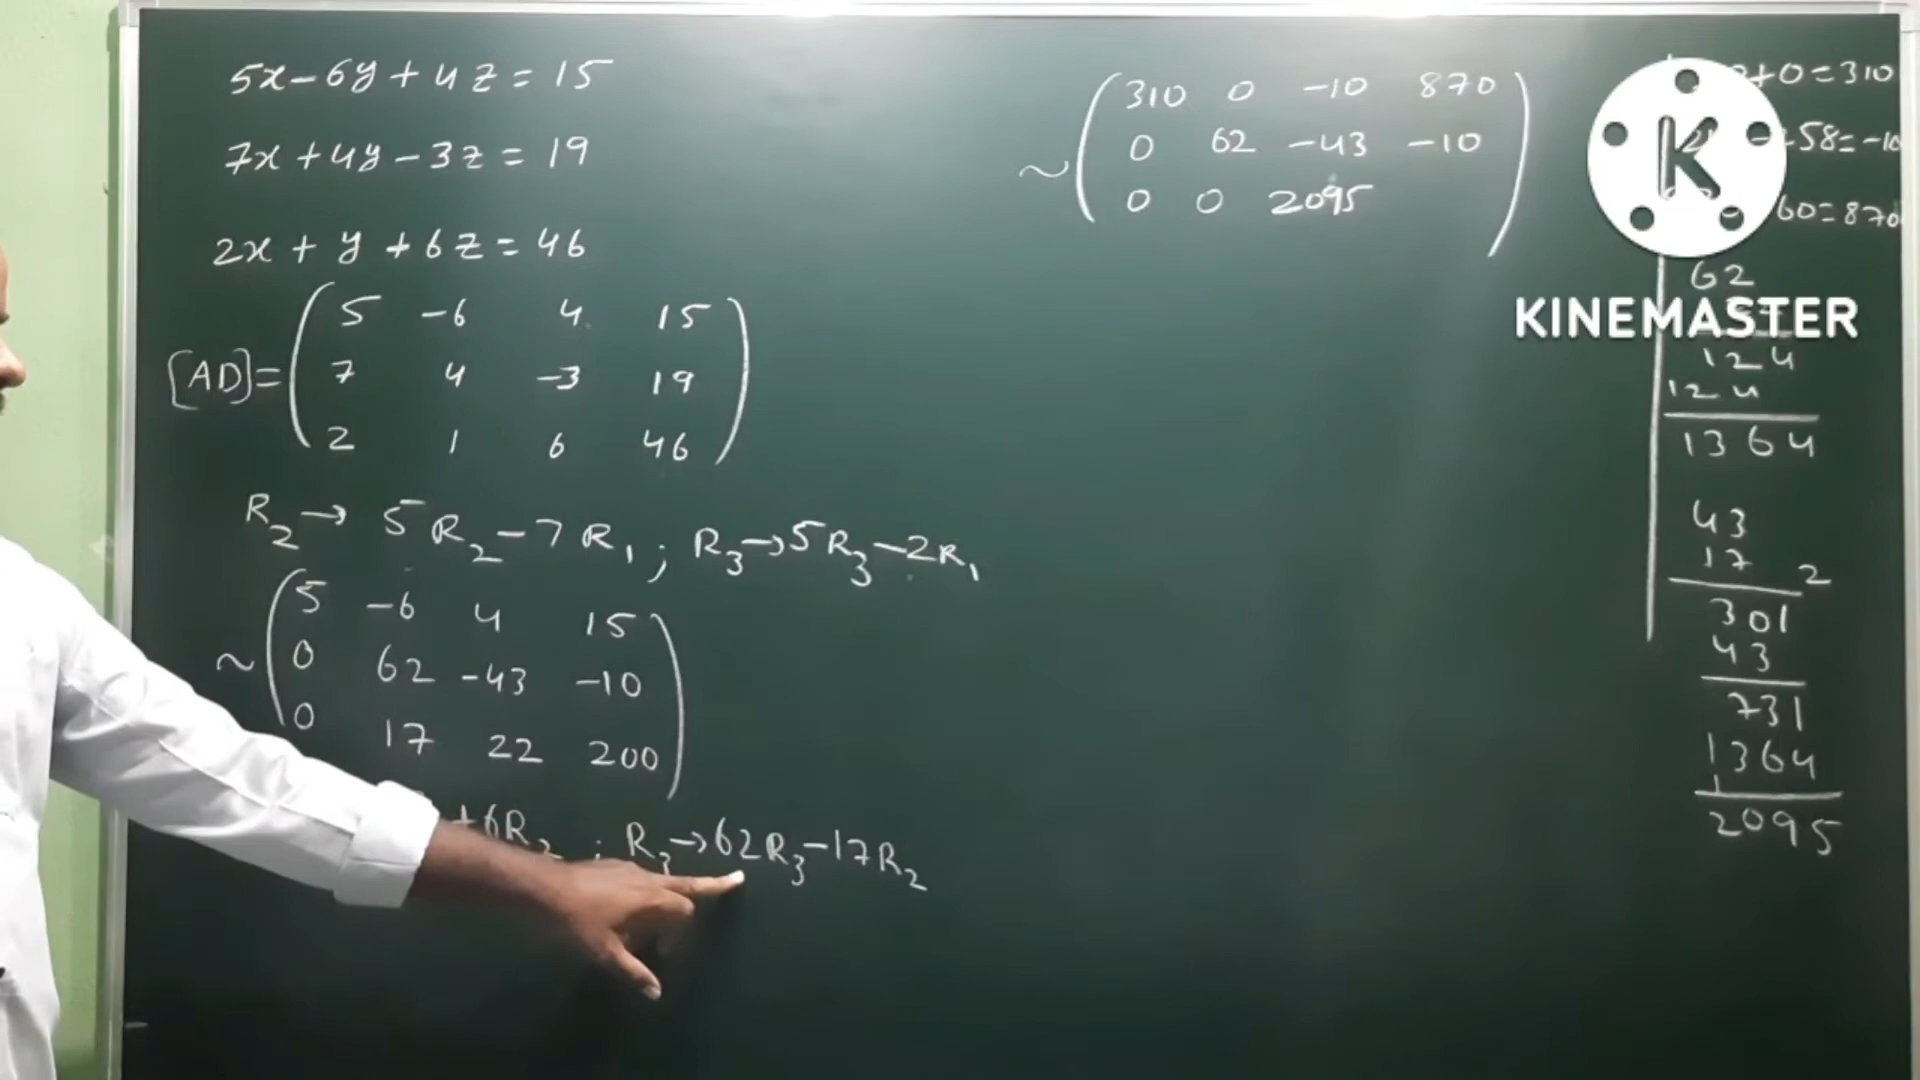 5x-6y+4z=15
7x+4y-3z=19
2x+y+6z=46
[AD]=
5 -6 4 15
7 4 -3 19
2 1 6 46
R2→ 5R2-7R1; R3→5R3-2R1
~
5 -6 4 15
0 62 -43 -10
0 17 22 200
+6R2; R3→62R3-17R2
~
310 0 -10 870
0 62 -43 -10
0 0 2095
+0=310
58=-10
60=870
K
KINEMASTER
62
124
124
1364
43
17 2
301
43
731
1364
1
2095